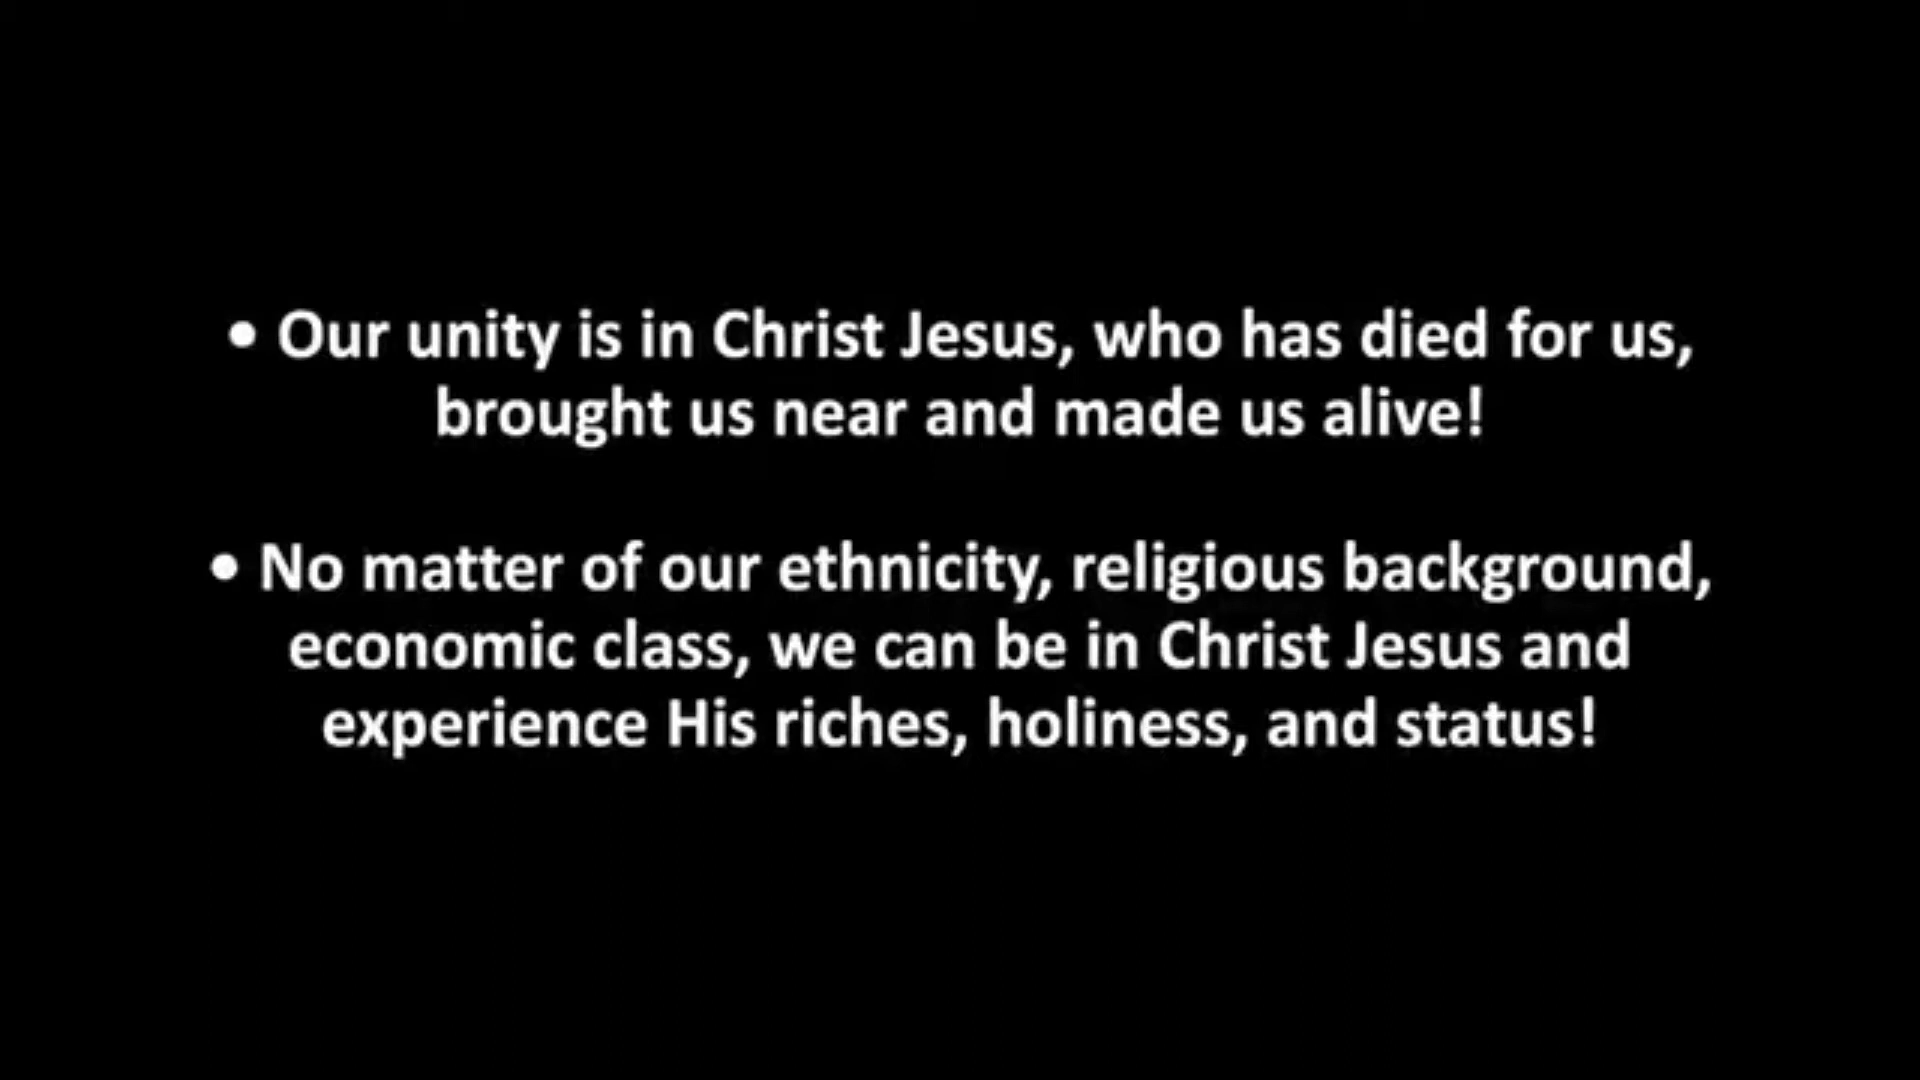 • Our unity is in Christ Jesus, who has died for us,
brought us near and made us alive!
• No matter of our ethnicity, religious background,
economic class, we can be in Christ Jesus and
experience His riches, holiness, and status!